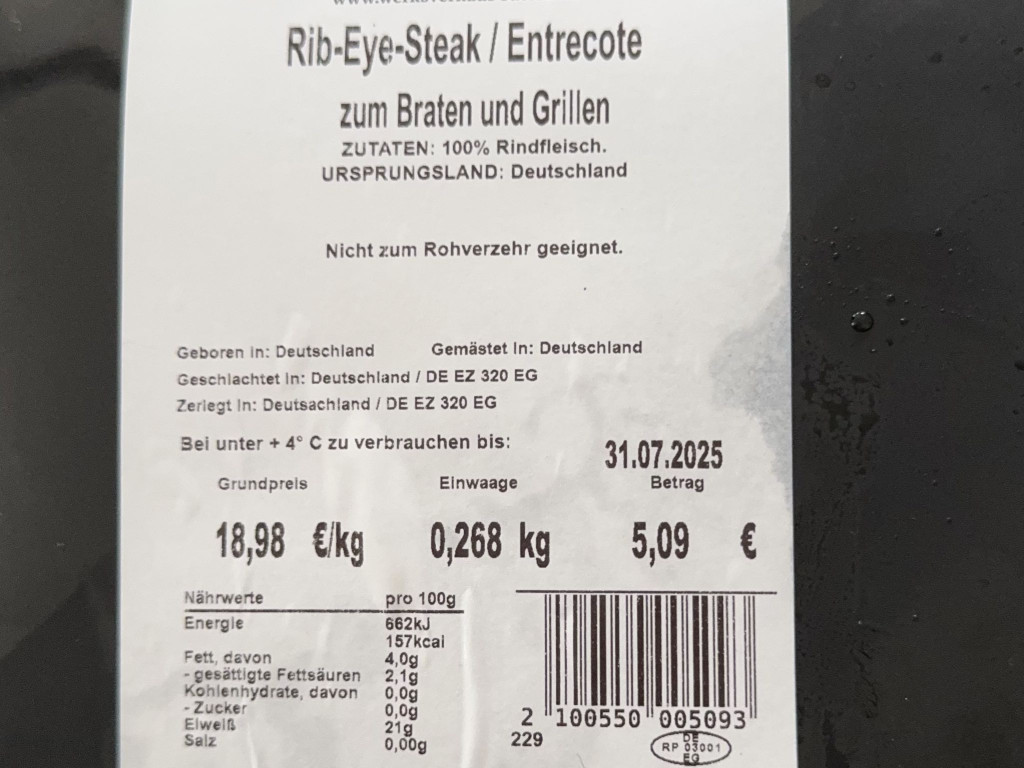 Rib-Eye-Steak / Entrecote
zum Braten und Grillen
ZUTATEN: 100% Rindfleisch.
URSPRUNGSLAND: Deutschland
Nicht zum Rohverzehr geeignet.
Geboren in: Deutschland Gemästet in: Deutschland
Geschlachtet in: Deutschland / DE EZ 320 EG
Zerlegt in: Deutsachland / DE EZ 320 EG
Bei unter + 4° C zu verbrauchen bis: 31.07.2025
Grundpreis Einwaage Betrag
18,98 €/kg 0,268 kg 5,09 €
Nährwerte pro 100g
Energie 662kJ
157kcal
Fett, davon 4,0g
- gesättigte Fettsäuren 2,1g
Kohlenhydrate, davon 0,0g
- Zucker 0,0g
Eiweiß 21g
Salz 0,00g
2 100550 005093
229
DE
RP 03001
EG